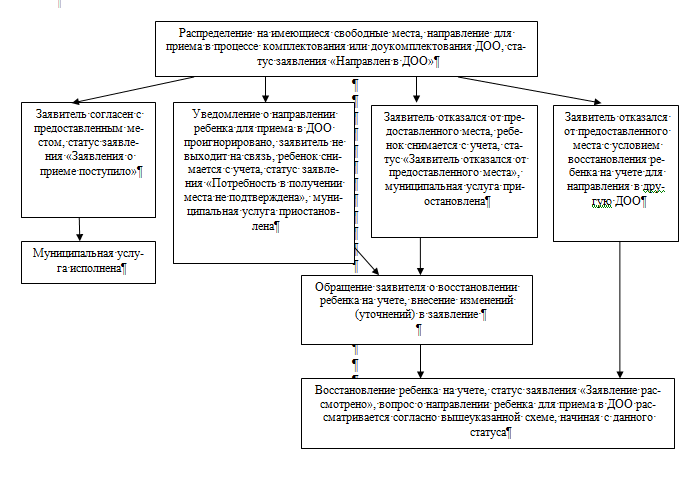 Распределение на имеющиеся свободные места, направление для
приема в процессе комплектования или доукомплектования ДОО, ста-
тус заявления «Направлен в ДОО»¶
Заявитель согласен с
предоставленным ме-
стом, статус заявле-
ния «Заявления о
приеме поступило»¶
Уведомление о направлении
ребенка для приема в ДОО
проигнорировано, заявитель не
выходит на связь, ребенок сни-
мается с учета, статус заявле-
ния «Потребность в получении
места не подтверждена», муни-
ципальная услуга приостанов-
лена¶
Заявитель отказался от пре-
доставленного места, ребе-
нок снимается с учета, ста-
тус «Заявитель отказался от
предоставленного места»,
муниципальная услуга при-
остановлена¶
Заявитель отказался
от предоставленного
места с условием
восстановления ре-
бенка на учете для
направления в дру-
гую ДОО¶
Муниципальная услу-
га исполнена¶
Обращение заявителя о восстановлении
ребенка на учете, внесение изменений
(уточнений) в заявление ¶
¶
Восстановление ребенка на учете, статус заявления «Заявление рас-
смотрено», вопрос о направлении ребенка для приема в ДОО рас-
сматривается согласно вышеуказанной схеме, начиная с данного
статуса¶